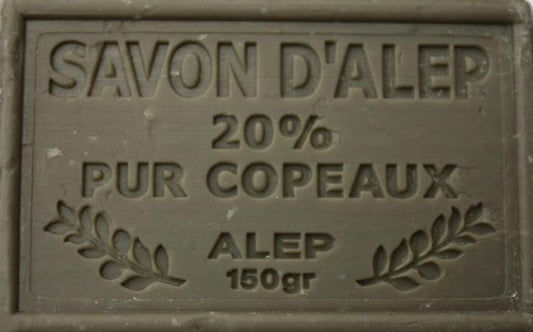 SAVON D'ALEP
20%
PUR COPEAUX
ALEP
150gr